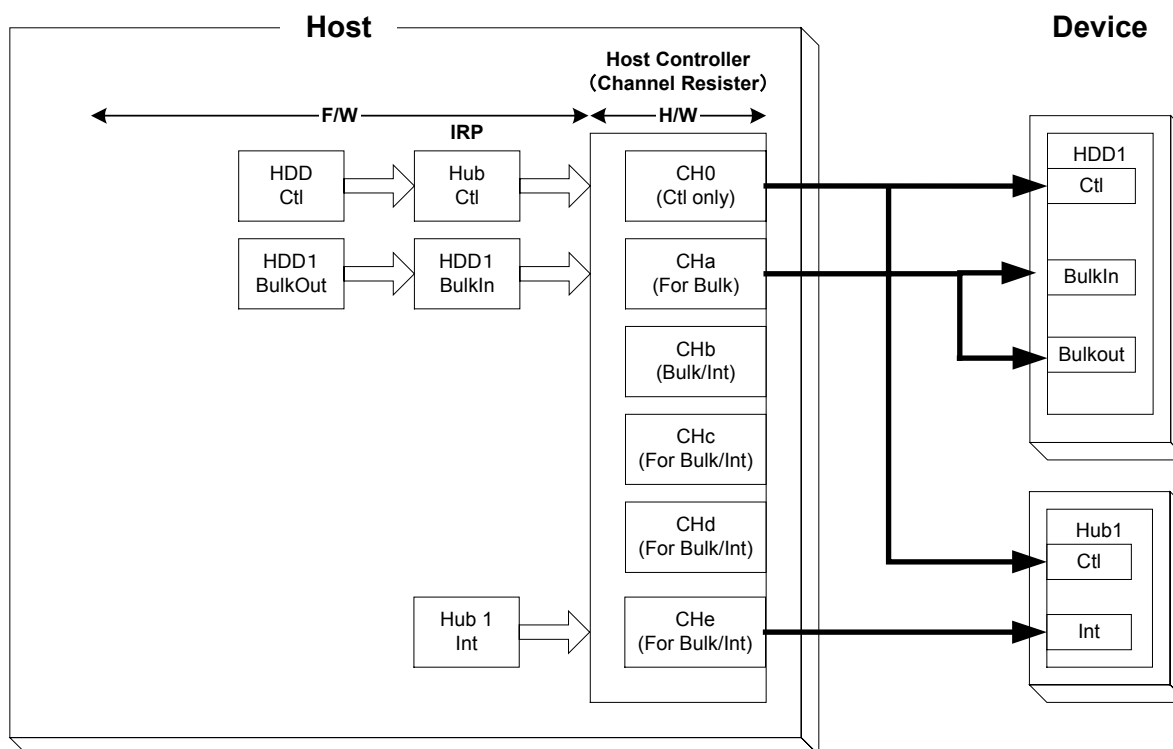 Host
Device
Host Controller
(Channel Resister)
F/W
H/W
IRP
HDD
Ctl
Hub
Ctl
CH0
(Ctl only)
HDD1
BulkOut
HDD1
BulkIn
CHa
(For Bulk)
CHb
(Bulk/Int)
CHc
(For Bulk/Int)
CHd
(For Bulk/Int)
Hub 1
Int
CHe
(For Bulk/Int)
HDD1
Ctl
BulkIn
Bulkout
Hub1
Ctl
Int